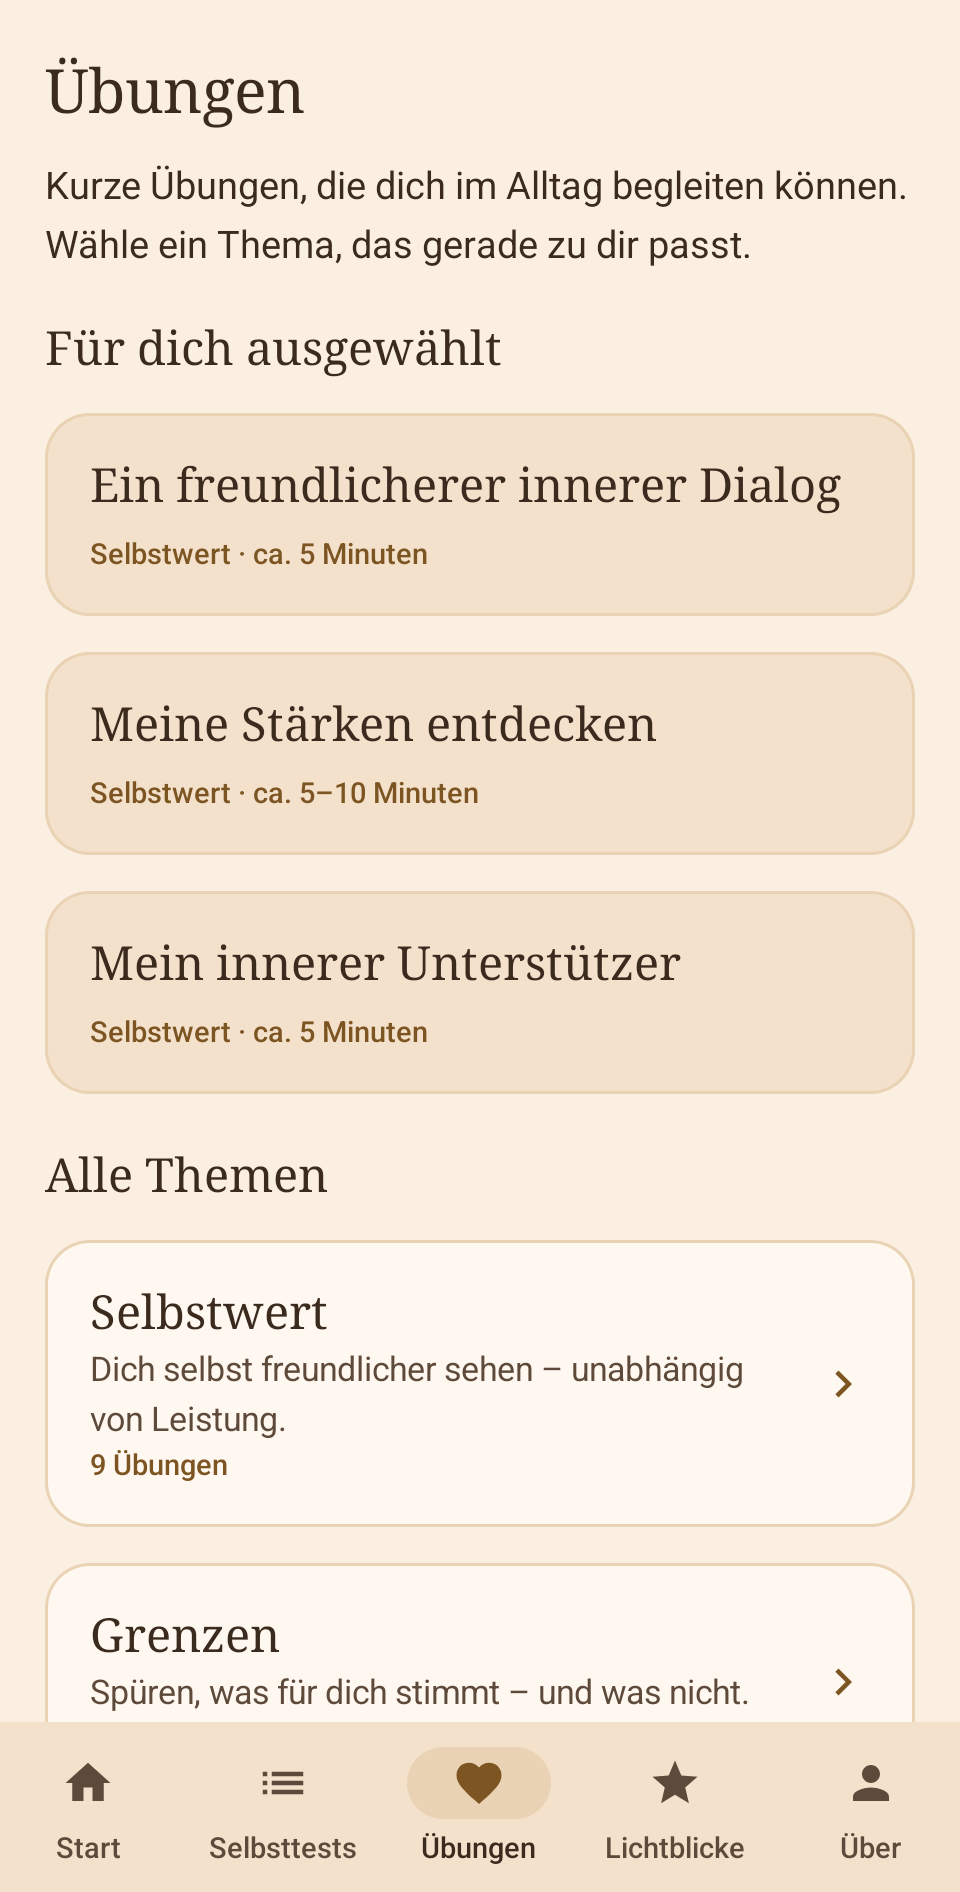 Übungen
Kurze Übungen, die dich im Alltag begleiten können.
Wähle ein Thema, das gerade zu dir passt.
Für dich ausgewählt
Ein freundlicherer innerer Dialog
Selbstwert · ca. 5 Minuten
Meine Stärken entdecken
Selbstwert · ca. 5–10 Minuten
Mein innerer Unterstützer
Selbstwert · ca. 5 Minuten
Alle Themen
Selbstwert
Dich selbst freundlicher sehen – unabhängig
von Leistung.
9 Übungen
Grenzen
Spüren, was für dich stimmt – und was nicht.
Start
Selbsttests
Übungen
Lichtblicke
Über